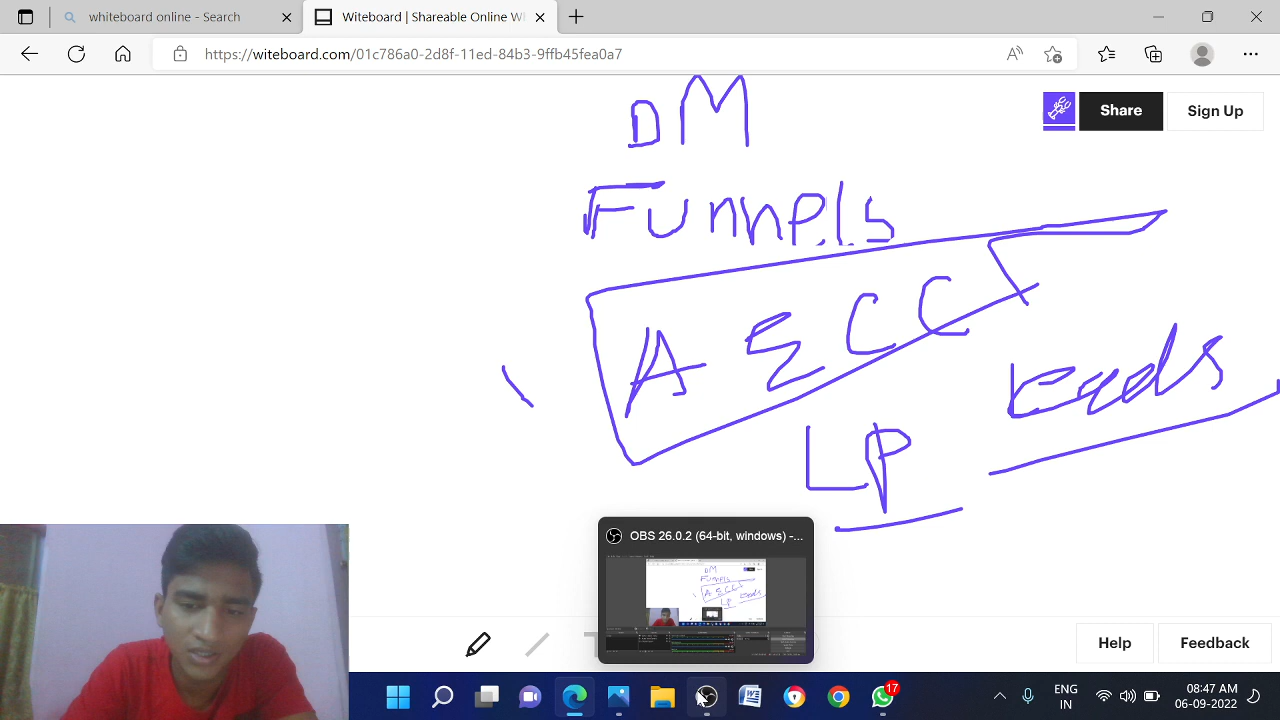 whiteboard online - Search
Witeboard | Shareable Online Wh
https://witeboard.com/01c786a0-2d8f-11ed-84b3-9ffb45fea0a7
DM
Share
Sign Up
Funnels
A E C C
Leads
LP
OBS 26.0.2 (64-bit, windows) -...
Help
Feedback
17
ENG
IN
08:47 AM
06-09-2022